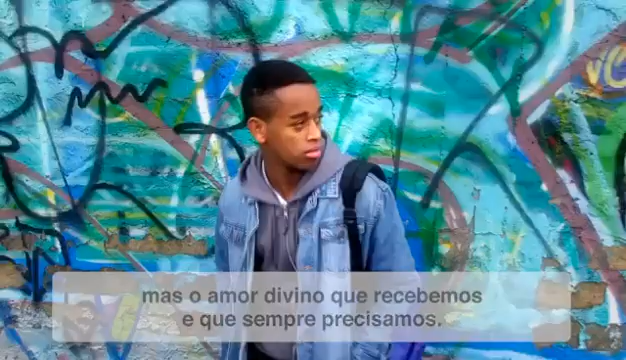 mas o amor divino que recebemos
e que sempre precisamos.